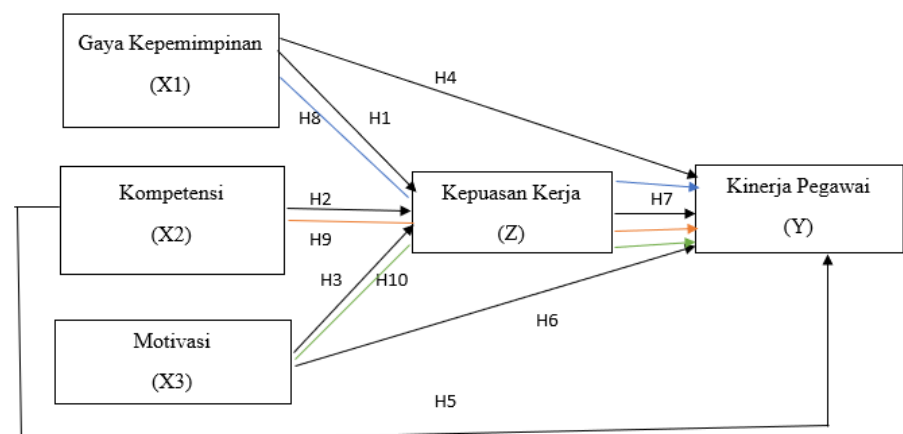 Gaya Kepemimpinan
(X1)
H4
H8
H1
Kompetensi
(X2)
H2
H9
Kepuasan Kerja
(Z)
H7
Kinerja Pegawai
(Y)
H3
H10
Motivasi
(X3)
H6
H5